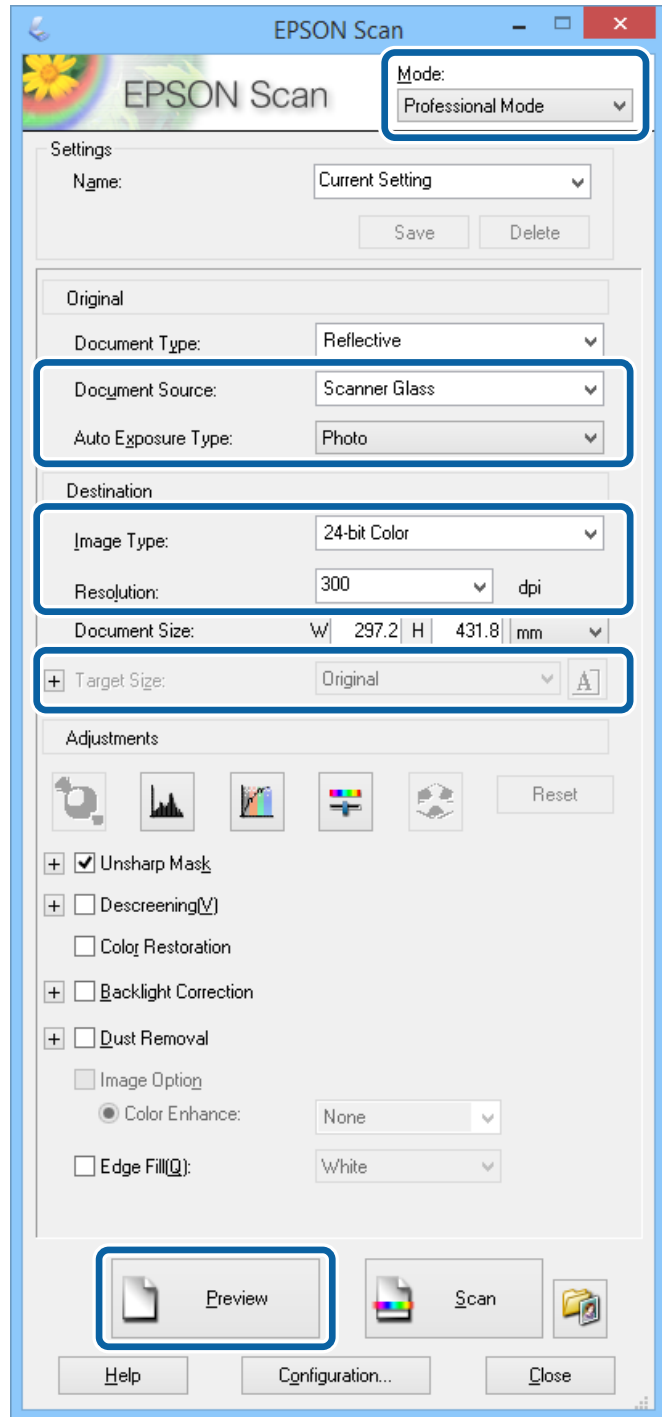 EPSON Scan
EPSON Scan
Mode:
Professional Mode
Settings
Name: Current Setting
Save Delete
Original
Document Type: Reflective
Document Source: Scanner Glass
Auto Exposure Type: Photo
Destination
Image Type: 24-bit Color
Resolution: 300 dpi
Document Size: W 297.2 H 431.8 mm
+ Target Size: Original A
Adjustments
Reset
+ Unsharp Mask
+ Descreening(V)
Color Restoration
+ Backlight Correction
+ Dust Removal
Image Option
Color Enhance: None
Edge Fill(Q): White
Preview Scan
Help Configuration... Close